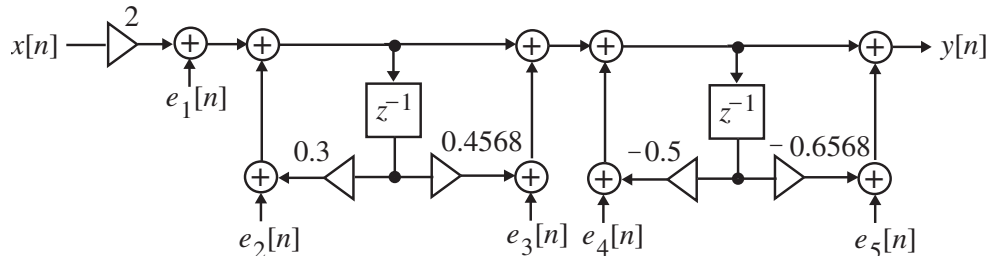 2
x[n]
y[n]
e₁[n]
z⁻¹
z⁻¹
0.3
0.4568
−0.5
− 0.6568
e₂[n]
e₃[n]
e₄[n]
e₅[n]